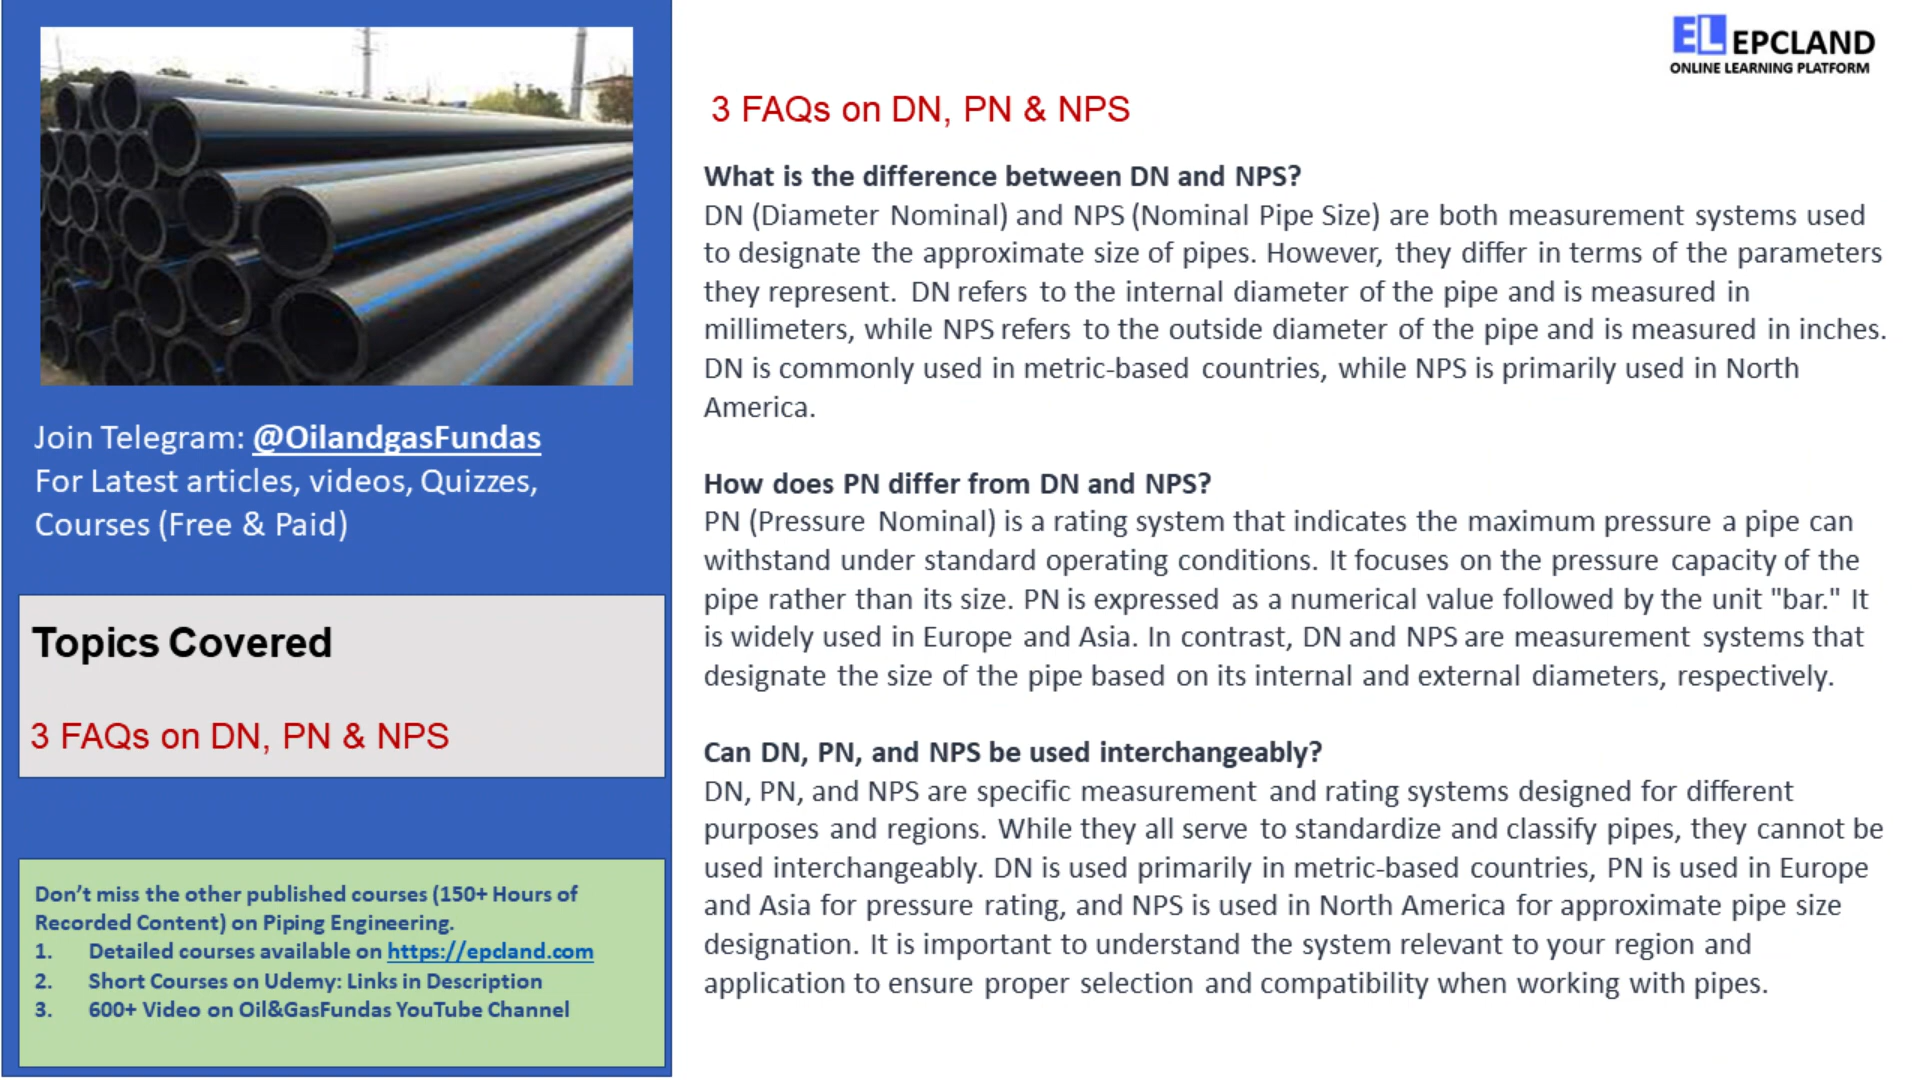 EL EPCLAND
ONLINE LEARNING PLATFORM
Join Telegram: @OilandgasFundas
For Latest articles, videos, Quizzes,
Courses (Free & Paid)
Topics Covered
3 FAQs on DN, PN & NPS
Don’t miss the other published courses (150+ Hours of
Recorded Content) on Piping Engineering.
1. Detailed courses available on https://epcland.com
2. Short Courses on Udemy: Links in Description
3. 600+ Video on Oil&GasFundas YouTube Channel
3 FAQs on DN, PN & NPS
What is the difference between DN and NPS?
DN (Diameter Nominal) and NPS (Nominal Pipe Size) are both measurement systems used
to designate the approximate size of pipes. However, they differ in terms of the parameters
they represent. DN refers to the internal diameter of the pipe and is measured in
millimeters, while NPS refers to the outside diameter of the pipe and is measured in inches.
DN is commonly used in metric-based countries, while NPS is primarily used in North
America.
How does PN differ from DN and NPS?
PN (Pressure Nominal) is a rating system that indicates the maximum pressure a pipe can
withstand under standard operating conditions. It focuses on the pressure capacity of the
pipe rather than its size. PN is expressed as a numerical value followed by the unit "bar." It
is widely used in Europe and Asia. In contrast, DN and NPS are measurement systems that
designate the size of the pipe based on its internal and external diameters, respectively.
Can DN, PN, and NPS be used interchangeably?
DN, PN, and NPS are specific measurement and rating systems designed for different
purposes and regions. While they all serve to standardize and classify pipes, they cannot be
used interchangeably. DN is used primarily in metric-based countries, PN is used in Europe
and Asia for pressure rating, and NPS is used in North America for approximate pipe size
designation. It is important to understand the system relevant to your region and
application to ensure proper selection and compatibility when working with pipes.